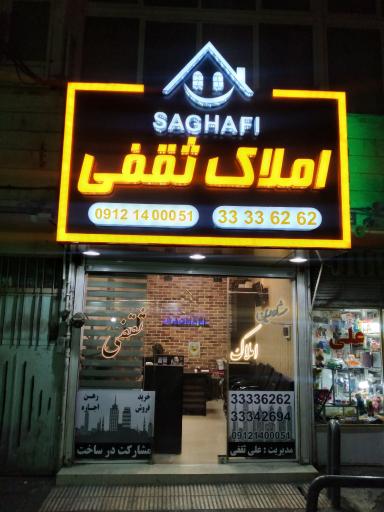 SAGHAFI
املاک ثقفی
0912 14 000 51
33 33 62 62
املاک
ثقفی
علی
خرید
فروش
رهن
اجاره
مشارکت در ساخت
33336262
33342694
09121400051
مدیریت : علی ثقفی